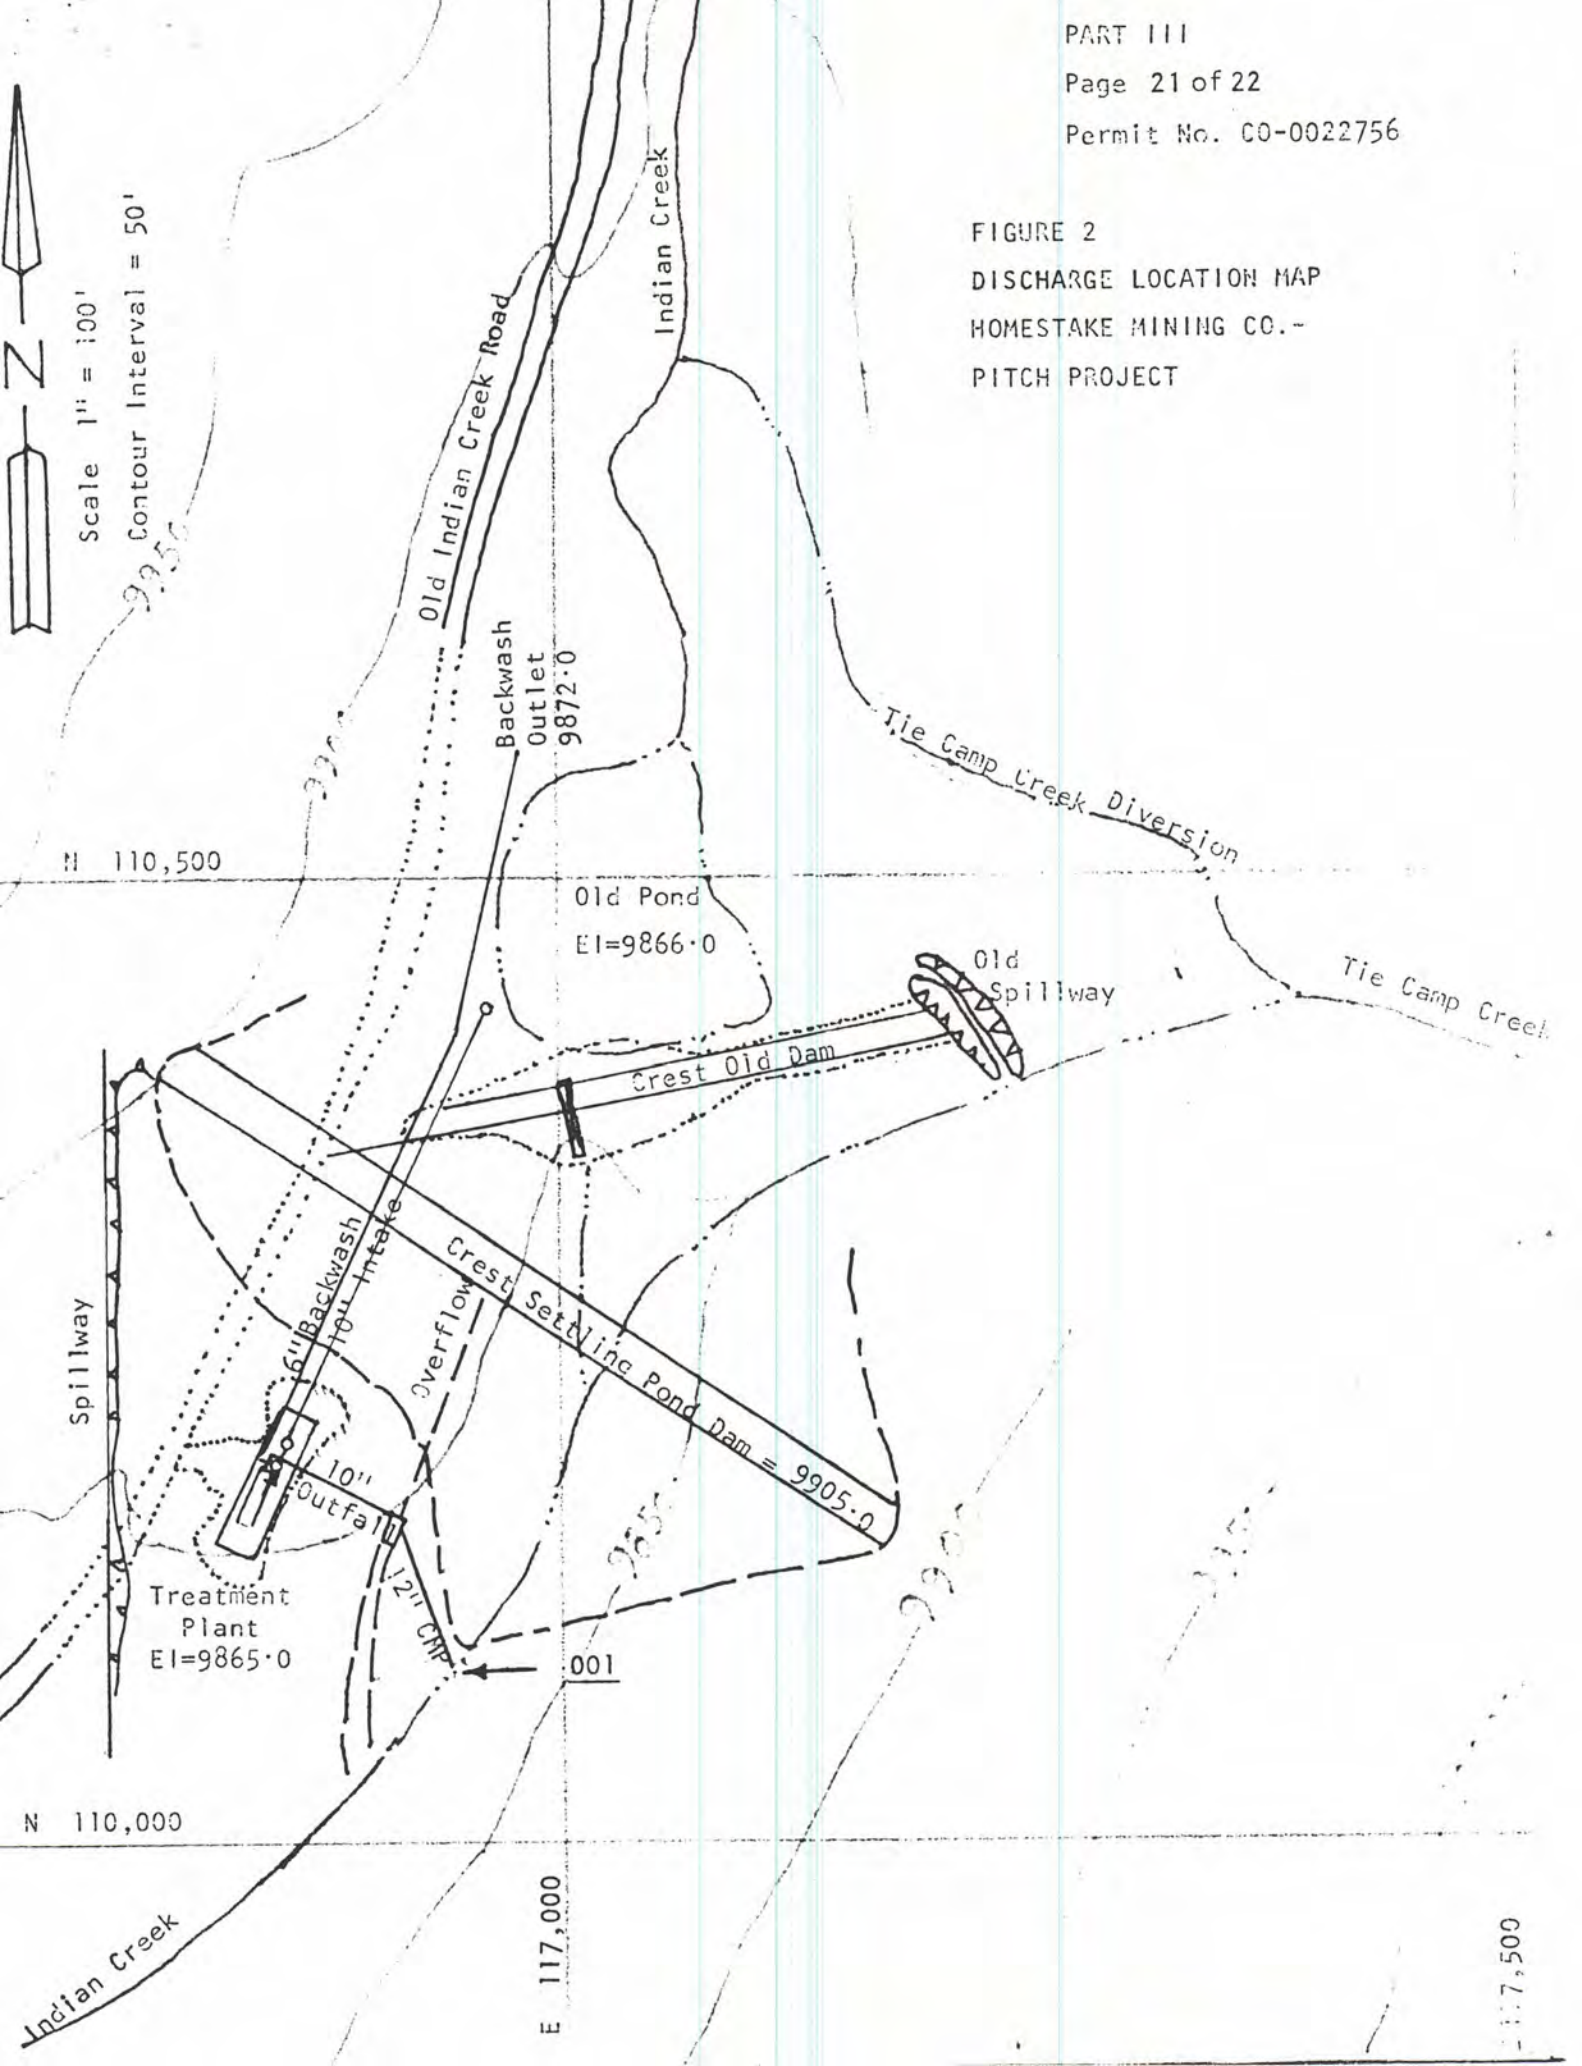 PART III
Page 21 of 22
Permit No. CO-0022756
FIGURE 2
DISCHARGE LOCATION MAP
HOMESTAKE MINING CO.-
PITCH PROJECT
N
Scale 1" = 100'
Contour Interval = 50'
9950
Old Indian Creek Road
Indian Creek
Backwash
Outlet
9872.0
Tie Camp Creek Diversion
N 110,500
Old Pond
El=9866.0
Old
Spillway
Tie Camp Creek
Crest Old Dam
Spillway
6" Backwash
10" Intake
Overflow
Crest Settling Pond Dam = 9905.0
10"
Outfall
12" CMP
Treatment
Plant
El=9865.0
001
9900
N 110,000
E 117,000
Indian Creek
117,500